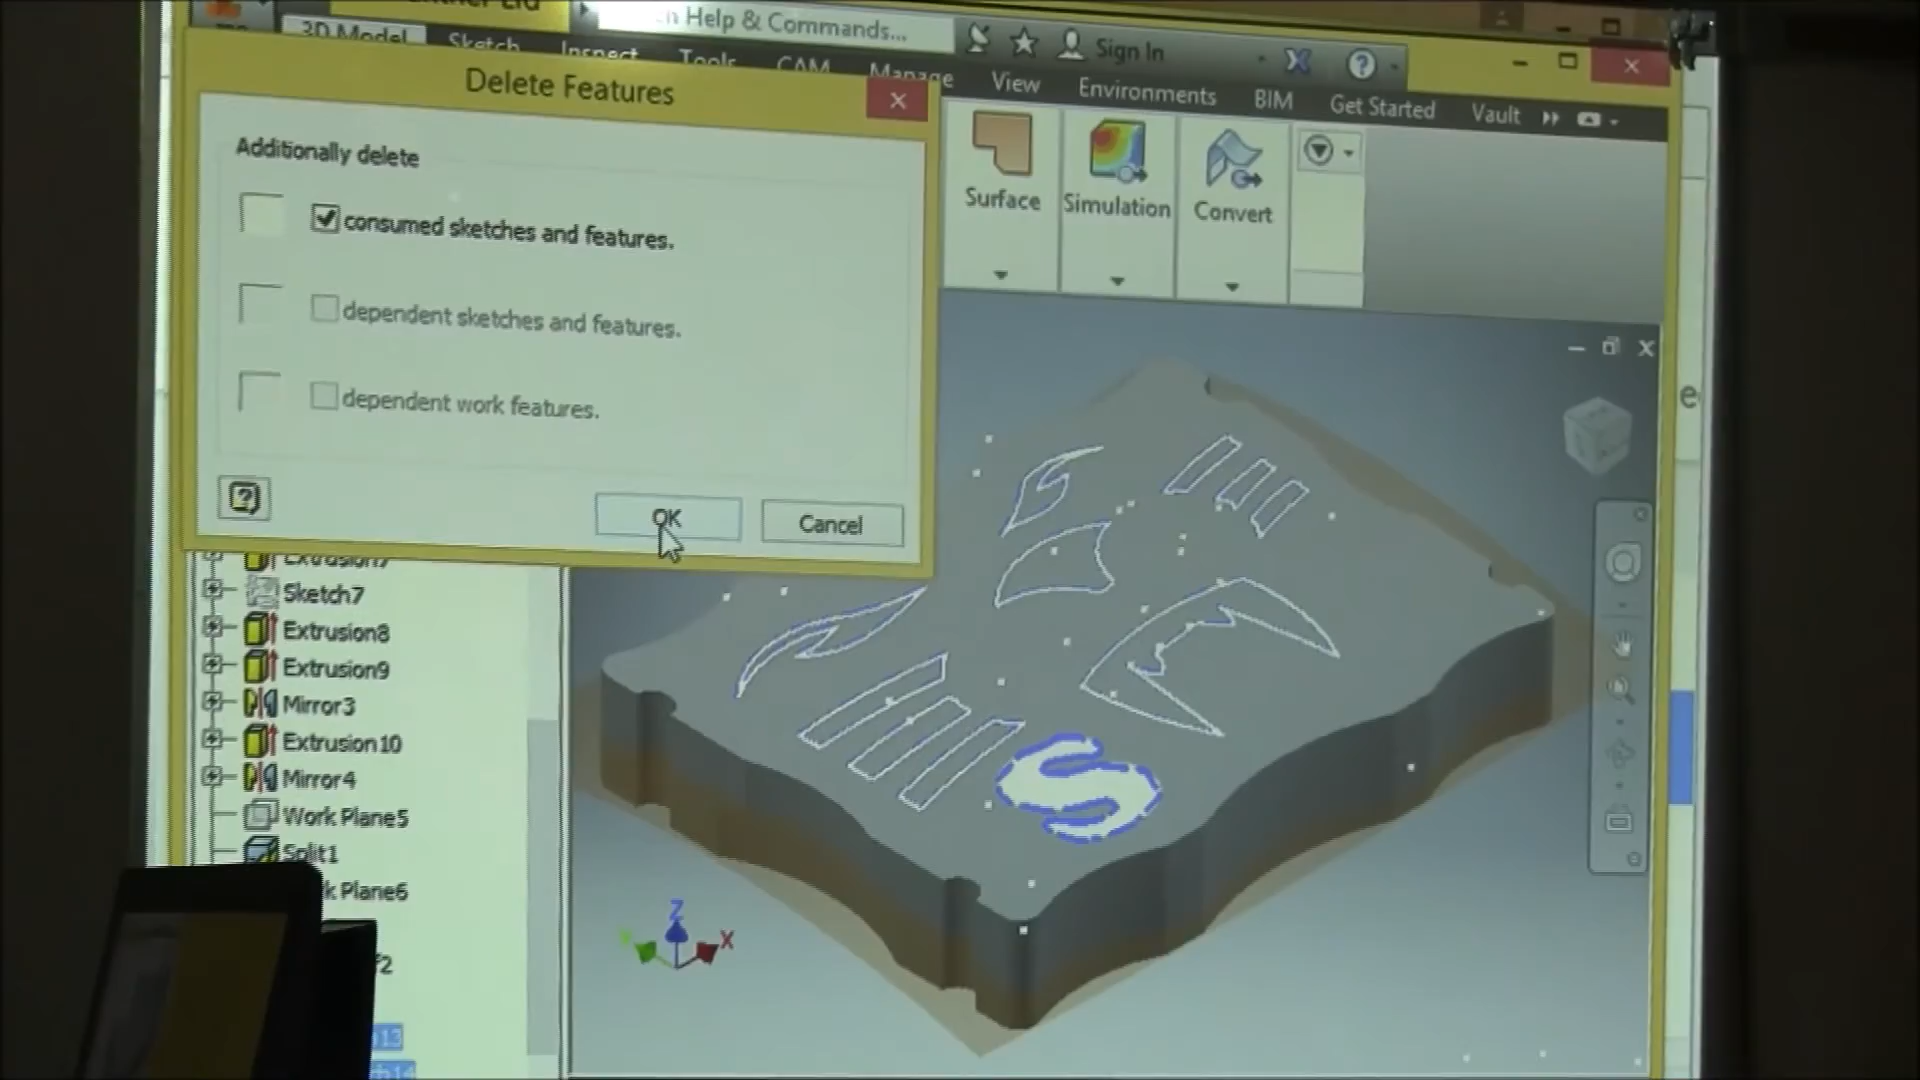 Help & Commands...
Sign In
3D Model Sketch Inspect Tools CAM Manage View Environments BIM Get Started Vault
Delete Features
Additionally delete
consumed sketches and features.
dependent sketches and features.
dependent work features.
OK
Cancel
Surface
Simulation
Convert
Extrusion7
Sketch7
Extrusion8
Extrusion9
Mirror3
Extrusion10
Mirror4
Work Plane5
Split1
Plane6
Z
X